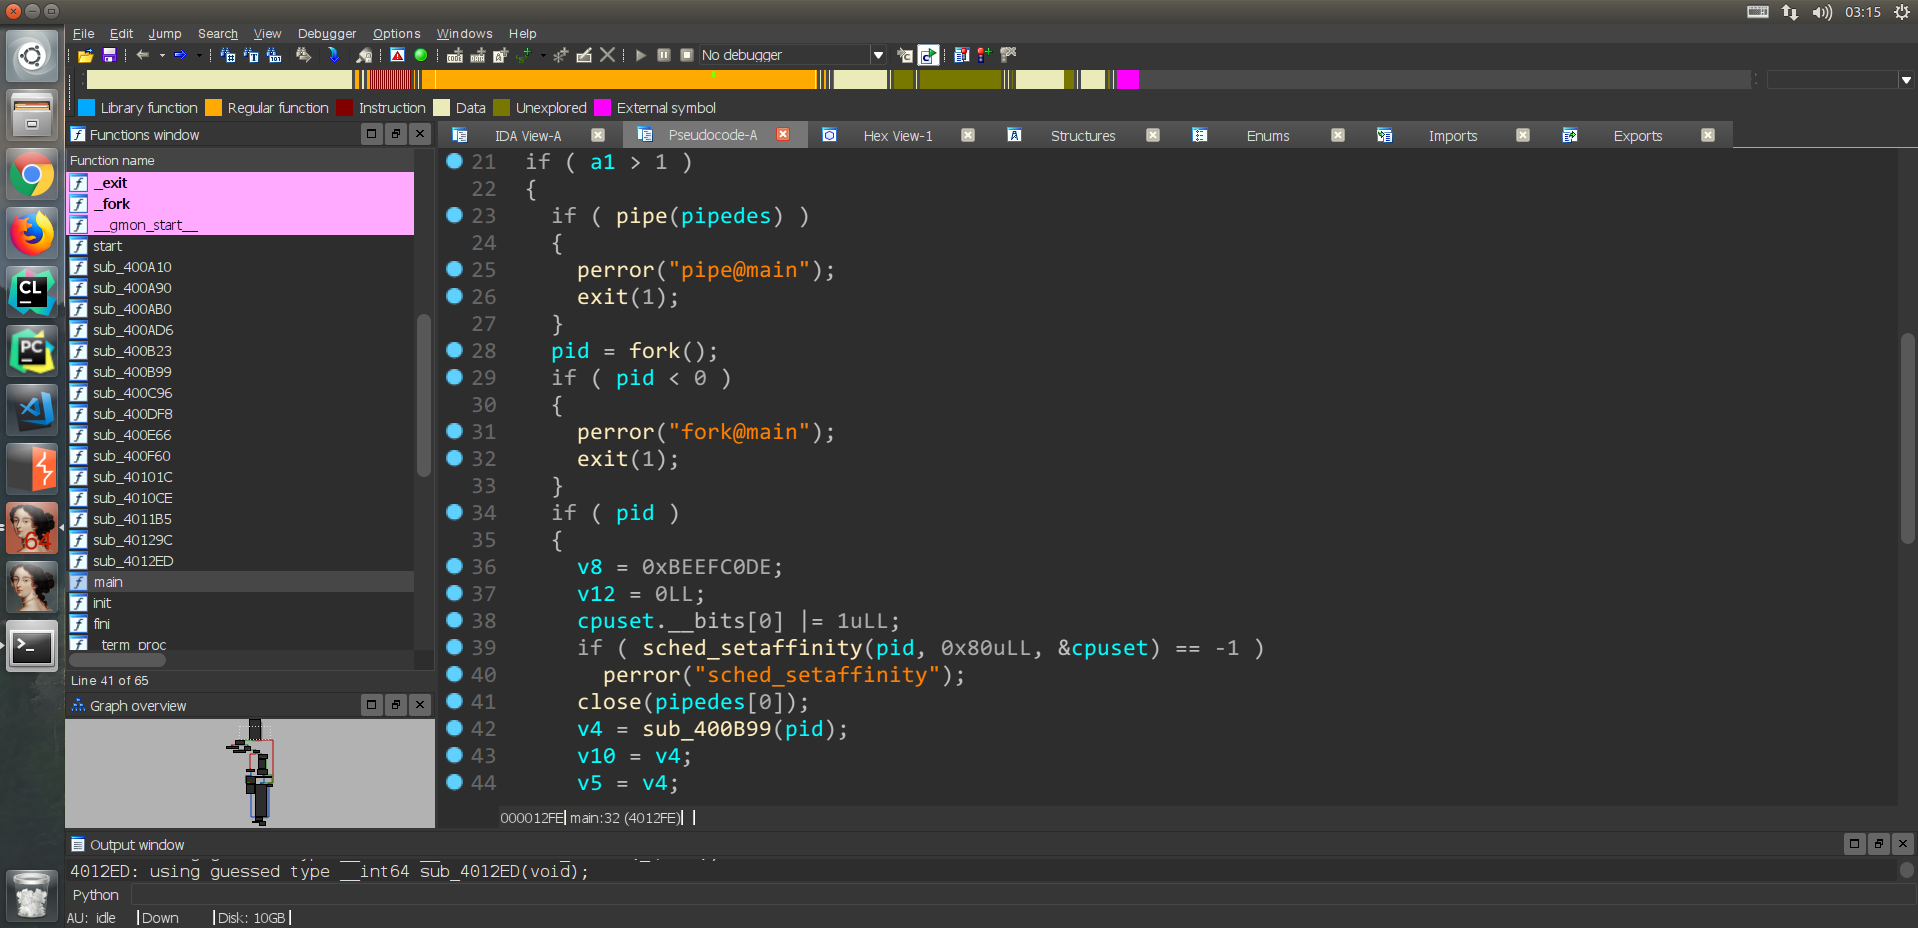 03:15
File Edit Jump Search View Debugger Options Windows Help
No debugger
Library function Regular function Instruction Data Unexplored External symbol
Functions window
Function name
_exit
_fork
__gmon_start__
start
sub_400A10
sub_400A90
sub_400AB0
sub_400AD6
sub_400B23
sub_400B99
sub_400C96
sub_400DF8
sub_400E66
sub_400F60
sub_40101C
sub_4010CE
sub_4011B5
sub_40129C
sub_4012ED
main
init
fini
_term_proc
Line 41 of 65
Graph overview
IDA View-A Pseudocode-A Hex View-1 Structures Enums Imports Exports
21 if ( a1 > 1 )
22 {
23 if ( pipe(pipedes) )
24 {
25 perror("pipe@main");
26 exit(1);
27 }
28 pid = fork();
29 if ( pid < 0 )
30 {
31 perror("fork@main");
32 exit(1);
33 }
34 if ( pid )
35 {
36 v8 = 0xBEEFC0DE;
37 v12 = 0LL;
38 cpuset.__bits[0] |= 1uLL;
39 if ( sched_setaffinity(pid, 0x80uLL, &cpuset) == -1 )
40 perror("sched_setaffinity");
41 close(pipedes[0]);
42 v4 = sub_400B99(pid);
43 v10 = v4;
44 v5 = v4;
000012FE main:32 (4012FE)
Output window
4012ED: using guessed type __int64 sub_4012ED(void);
Python
AU: idle Down Disk: 10GB
CL
PC
64